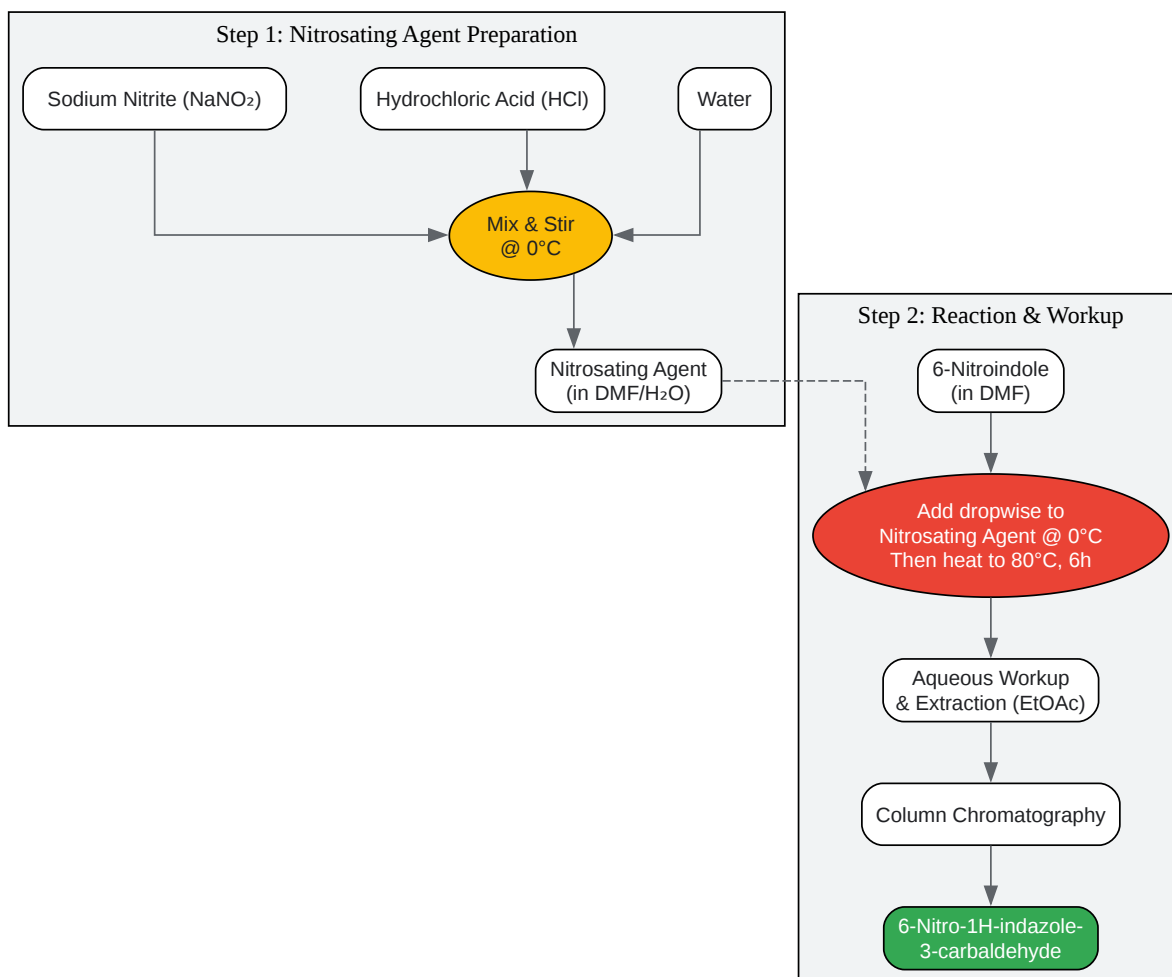 Step 1: Nitrosating Agent Preparation
Sodium Nitrite (NaNO₂)
Hydrochloric Acid (HCl)
Water
Mix & Stir
@ 0°C
Nitrosating Agent
(in DMF/H₂O)
Step 2: Reaction & Workup
6-Nitroindole
(in DMF)
Add dropwise to
Nitrosating Agent @ 0°C
Then heat to 80°C, 6h
Aqueous Workup
& Extraction (EtOAc)
Column Chromatography
6-Nitro-1H-indazole-
3-carbaldehyde